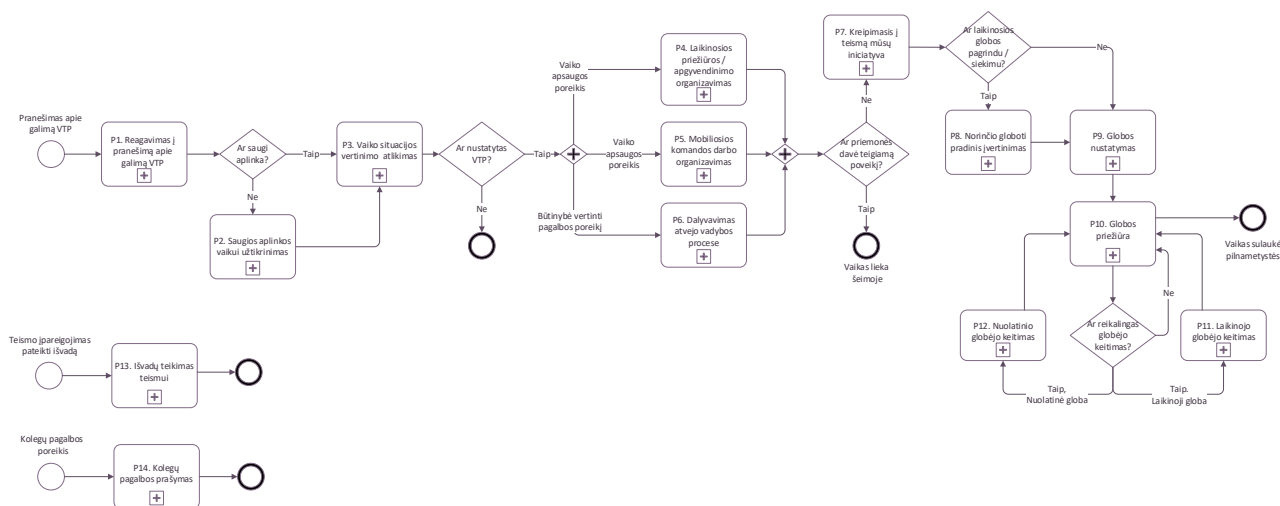 Pranešimas apie
galimą VTP
P1. Reagavimas į
pranešimą apie
galimą VTP
Ar saugi
aplinka?
Taip
Ne
P2. Saugios aplinkos
vaikui užtikrinimas
P3. Vaiko situacijos
vertinimo atlikimas
Ar nustatytas
VTP?
Taip
Ne
Vaiko
apsaugos
poreikis
Vaiko
apsaugos
poreikis
Būtinybė vertinti
pagalbos poreikį
P4. Laikinosios
priežiūros /
apgyvendinimo
organizavimas
P5. Mobiliosios
komandos darbo
organizavimas
P6. Dalyvavimas
atvejo vadybos
procese
Ar priemonės
davė teigiamą
poveikį?
Ne
Taip
Vaikas lieka
šeimoje
P7. Kreipimasis į
teismą mūsų
iniciatyva
Ar laikinosios
globos
pagrindu /
siekimu?
Ne
Taip
P8. Norinčio globoti
pradinis įvertinimas
P9. Globos
nustatymas
P10. Globos
priežiūra
Vaikas sulaukė
pilnametystės
Ne
Ar reikalingas
globėjo
keitimas?
P12. Nuolatinio
globėjo keitimas
P11. Laikinojo
globėjo keitimas
Taip,
Nuolatinė globa
Taip.
Laikinoji globa
Teismo įpareigojimas
pateikti išvadą
P13. Išvadų teikimas
teismui
Kolegų pagalbos
poreikis
P14. Kolegų
pagalbos prašymas